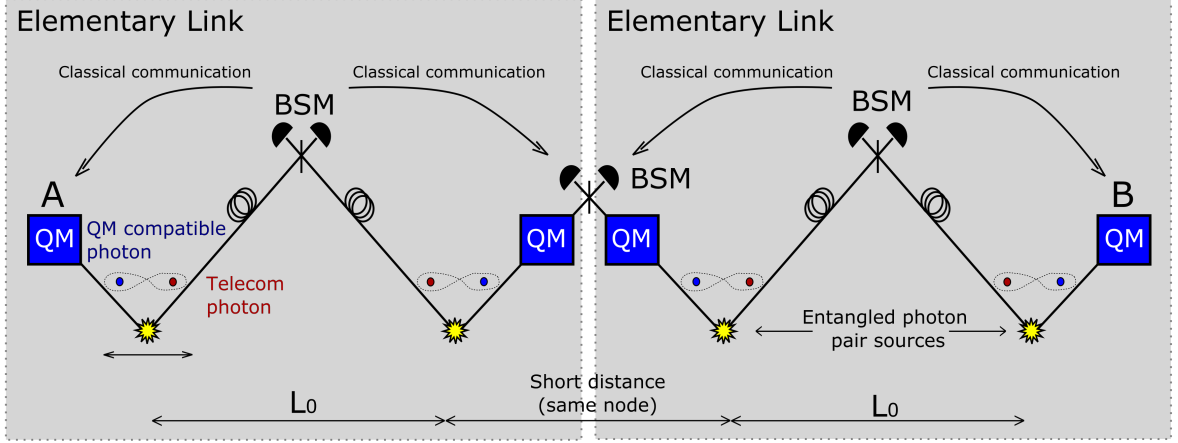 Elementary Link
Elementary Link
Classical communication
Classical communication
Classical communication
Classical communication
BSM
BSM
BSM
A
B
QM
QM compatible
photon
QM
QM
QM
Telecom
photon
Entangled photon
pair sources
Short distance
(same node)
L0
L0